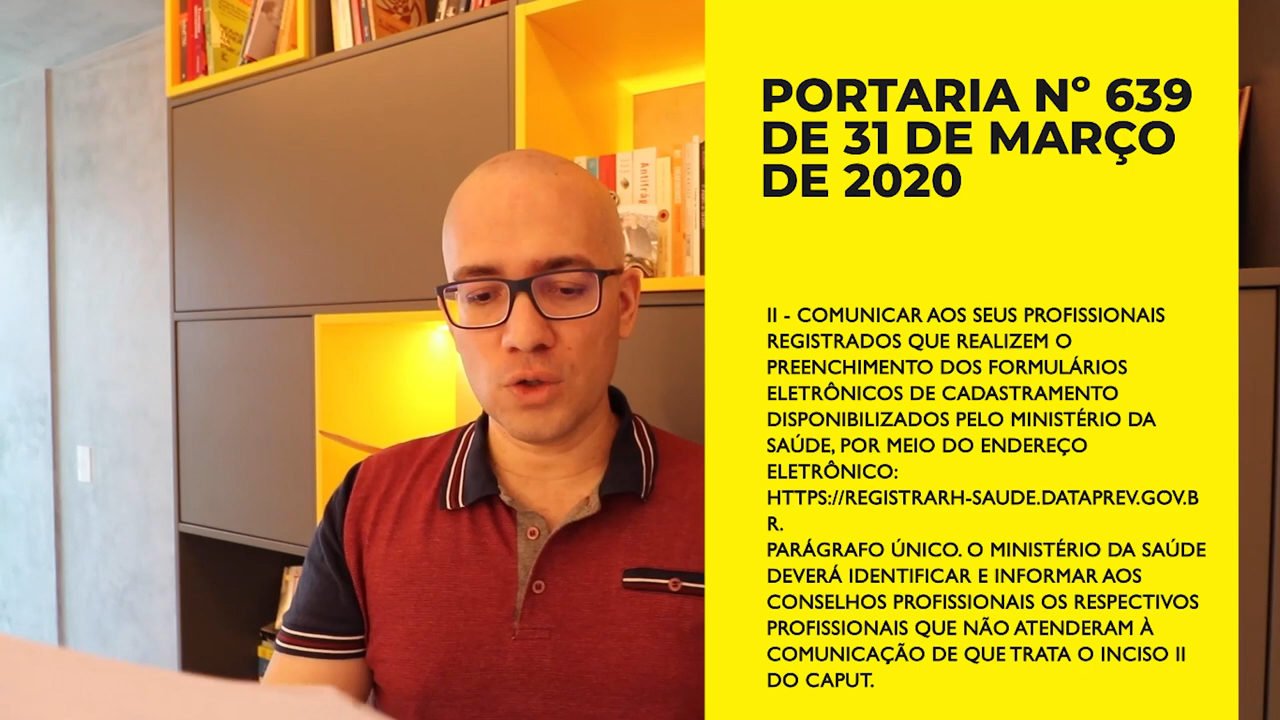 Antifrág
PORTARIA Nº 639
DE 31 DE MARÇO
DE 2020
II - COMUNICAR AOS SEUS PROFISSIONAIS
REGISTRADOS QUE REALIZEM O
PREENCHIMENTO DOS FORMULÁRIOS
ELETRÔNICOS DE CADASTRAMENTO
DISPONIBILIZADOS PELO MINISTÉRIO DA
SAÚDE, POR MEIO DO ENDEREÇO
ELETRÔNICO:
HTTPS://REGISTRARH-SAUDE.DATAPREV.GOV.B
R.
PARÁGRAFO ÚNICO. O MINISTÉRIO DA SAÚDE
DEVERÁ IDENTIFICAR E INFORMAR AOS
CONSELHOS PROFISSIONAIS OS RESPECTIVOS
PROFISSIONAIS QUE NÃO ATENDERAM À
COMUNICAÇÃO DE QUE TRATA O INCISO II
DO CAPUT.